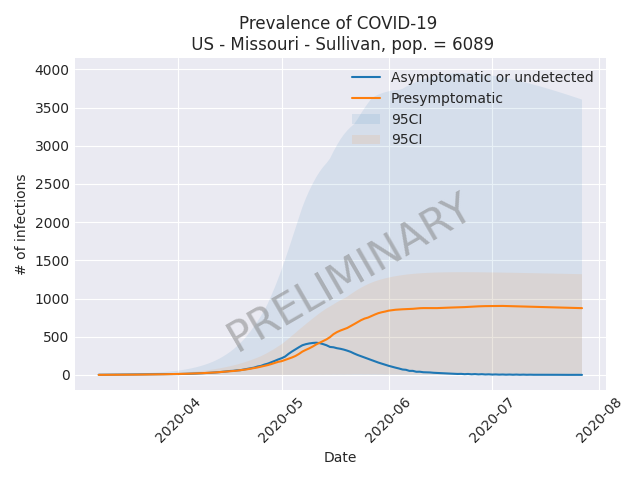 Prevalence of COVID-19
US - Missouri - Sullivan, pop. = 6089
4000
3500
3000
2500
2000
1500
1000
500
0
# of infections
Asymptomatic or undetected
Presymptomatic
95CI
95CI
PRELIMINARY
2020-04
2020-05
2020-06
2020-07
2020-08
Date